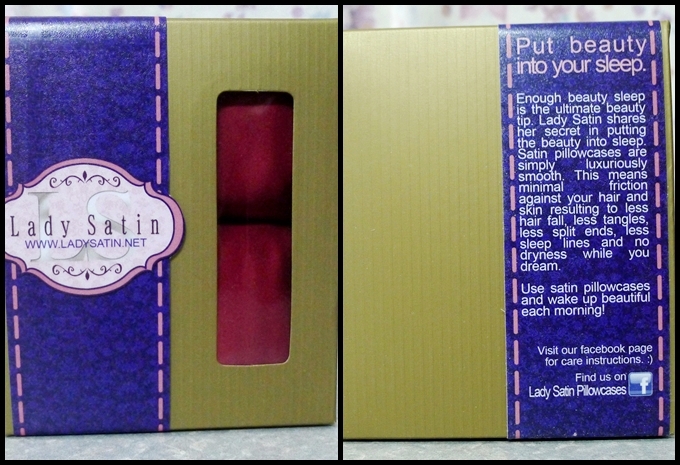 LS
Lady Satin
WWW.LADYSATIN.NET
Put beauty
into your sleep.
Enough beauty sleep
is the ultimate beauty
tip. Lady Satin shares
her secret in putting
the beauty into sleep.
Satin pillowcases are
simply luxuriously
smooth. This means
minimal friction
against your hair and
skin resulting to less
hair fall, less tangles,
less split ends, less
sleep lines and no
dryness while you
dream.
Use satin pillowcases
and wake up beautiful
each morning!
Visit our facebook page
for care instructions. :)
Find us on
Lady Satin Pillowcases f